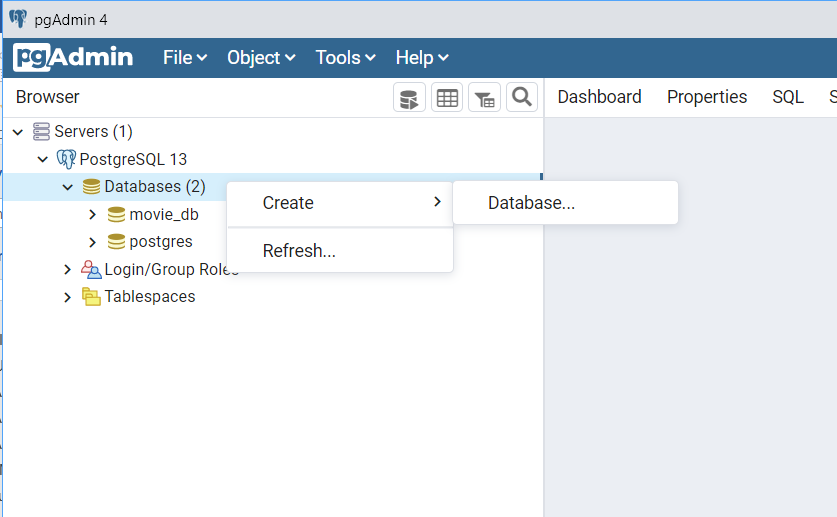 pgAdmin 4
pgAdmin File Object Tools Help
Browser Dashboard Properties SQL
Servers (1)
PostgreSQL 13
Databases (2)
Create Database...
movie_db
postgres
Refresh...
Login/Group Roles
Tablespaces